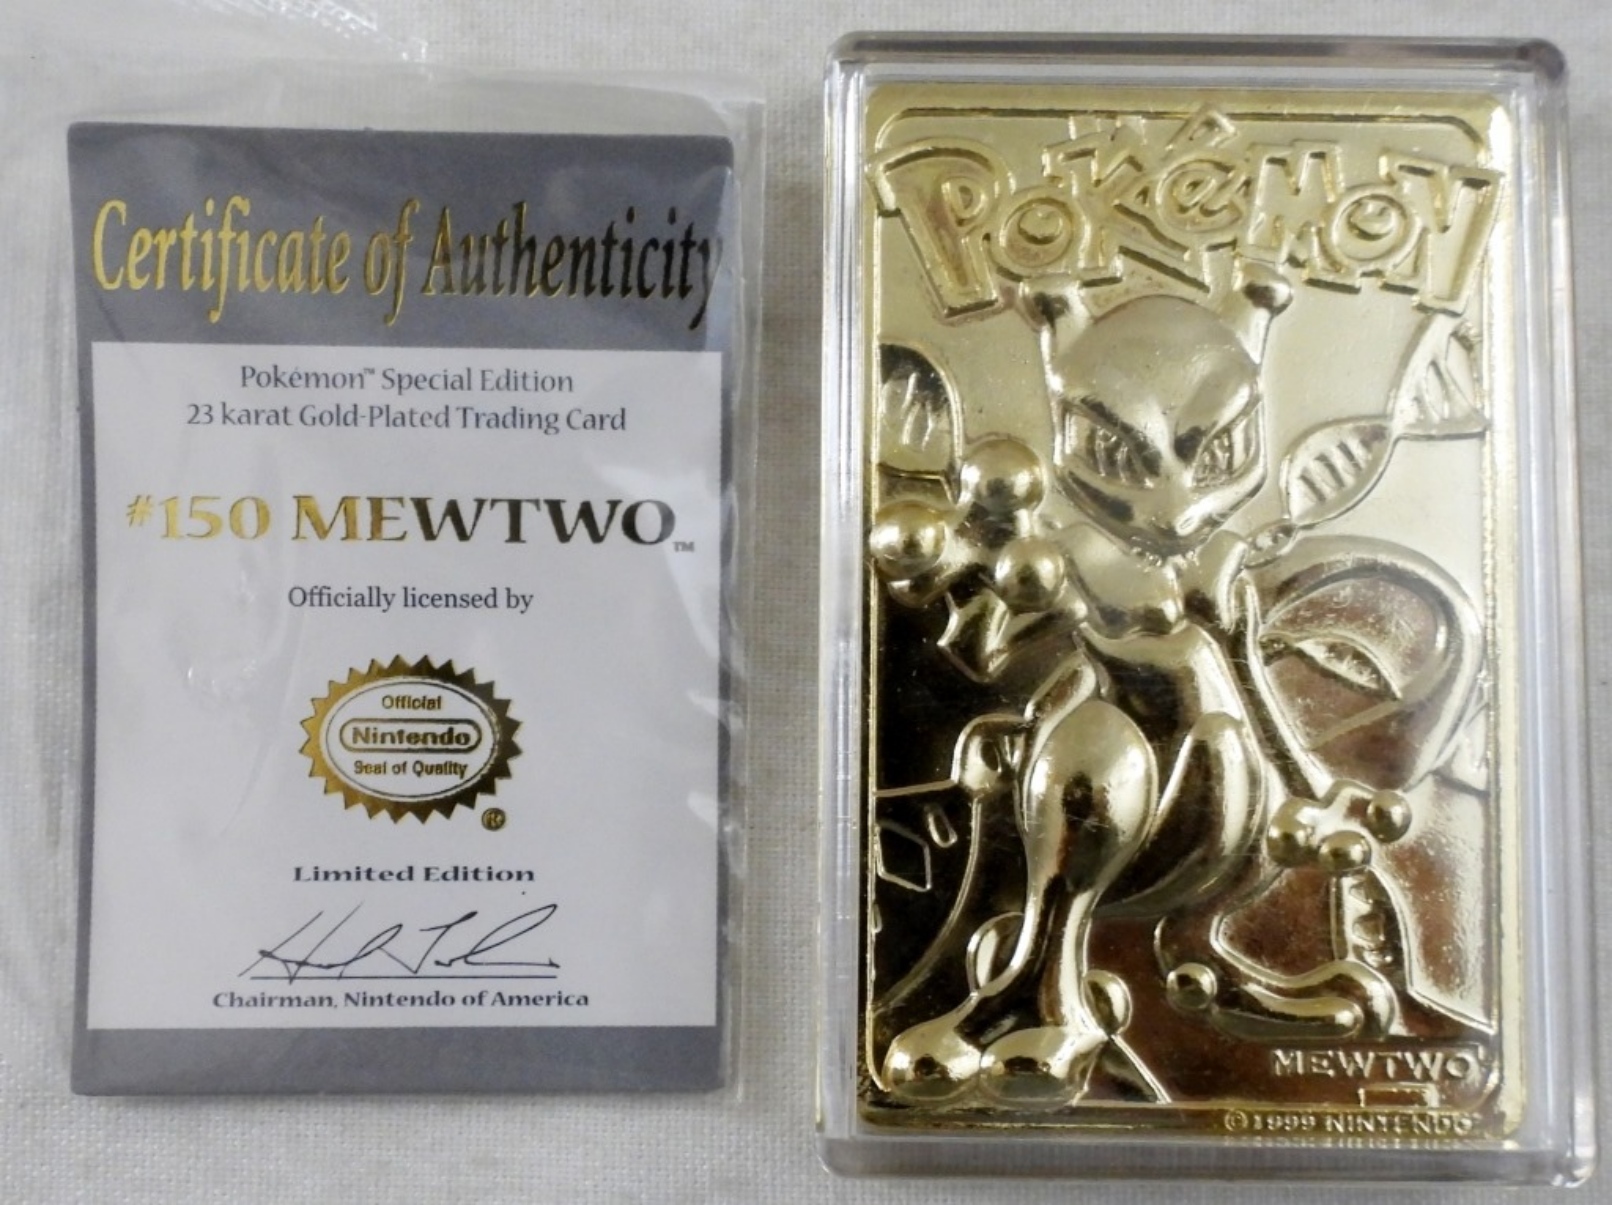 Certificate of Authenticity
Pokémon™ Special Edition
23 karat Gold-Plated Trading Card
#150 MEWTWO™
Officially licensed by
Official
Nintendo
Seal of Quality
®
Limited Edition
Chairman, Nintendo of America
POKéMON
MEWTWO
©1999 NINTENDO